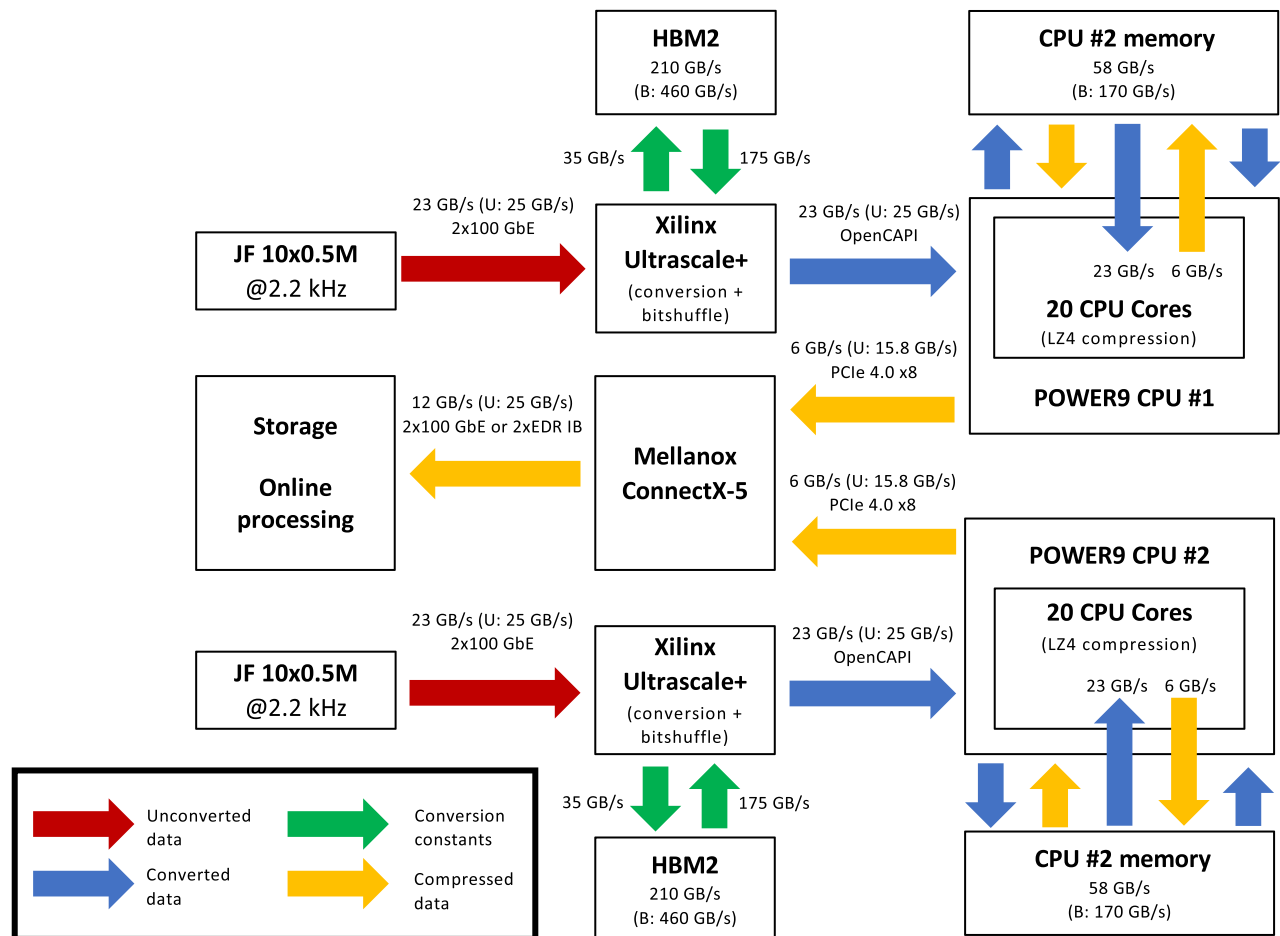 HBM2
210 GB/s
(B: 460 GB/s)
CPU #2 memory
58 GB/s
(B: 170 GB/s)
35 GB/s
175 GB/s
23 GB/s (U: 25 GB/s)
2x100 GbE
JF 10x0.5M
@2.2 kHz
Xilinx
Ultrascale+
(conversion +
bitshuffle)
23 GB/s (U: 25 GB/s)
OpenCAPI
23 GB/s
6 GB/s
20 CPU Cores
(LZ4 compression)
POWER9 CPU #1
6 GB/s (U: 15.8 GB/s)
PCIe 4.0 x8
Storage
Online
processing
12 GB/s (U: 25 GB/s)
2x100 GbE or 2xEDR IB
Mellanox
ConnectX-5
6 GB/s (U: 15.8 GB/s)
PCIe 4.0 x8
POWER9 CPU #2
20 CPU Cores
(LZ4 compression)
23 GB/s
6 GB/s
23 GB/s (U: 25 GB/s)
2x100 GbE
JF 10x0.5M
@2.2 kHz
Xilinx
Ultrascale+
(conversion +
bitshuffle)
23 GB/s (U: 25 GB/s)
OpenCAPI
35 GB/s
175 GB/s
HBM2
210 GB/s
(B: 460 GB/s)
CPU #2 memory
58 GB/s
(B: 170 GB/s)
Unconverted
data
Conversion
constants
Converted
data
Compressed
data